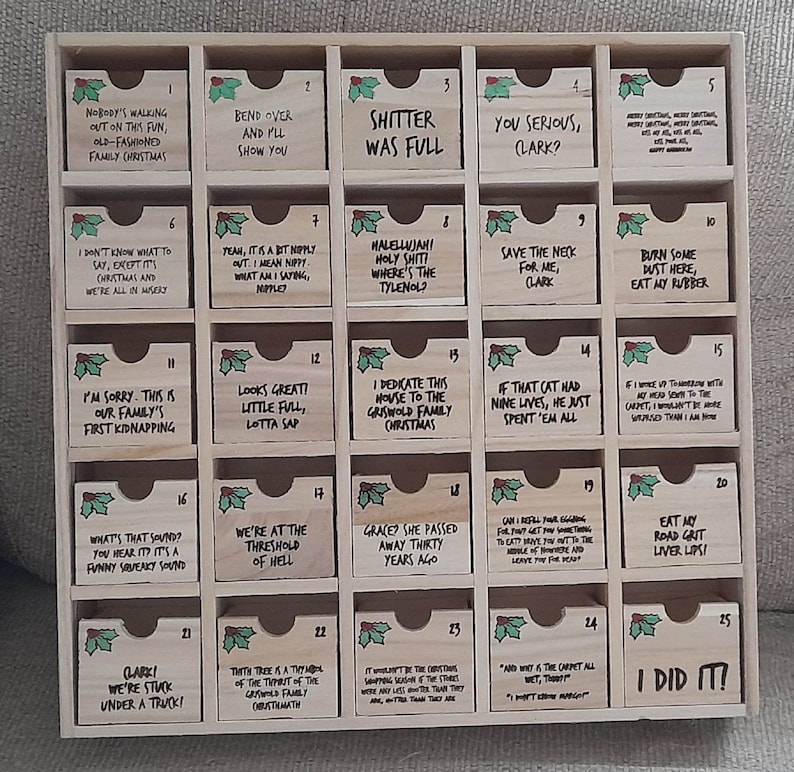 1
NOBODY'S WALKING
OUT ON THIS FUN,
OLD-FASHIONED
FAMILY CHRISTMAS
2
BEND OVER
AND I'LL
SHOW YOU
3
SHITTER
WAS FULL
4
YOU SERIOUS,
CLARK?
5
MERRY CHRISTMAS, MERRY CHRISTMAS,
MERRY CHRISTMAS, MERRY CHRISTMAS,
KISS MY ASS, KISS HIS ASS,
KISS YOUR ASS,
HAPPY HANUKKAH
6
I DON'T KNOW WHAT TO
SAY, EXCEPT IT'S
CHRISTMAS AND
WE'RE ALL IN MISERY
7
YEAH, IT IS A BIT NIPPLY
OUT. I MEAN NIPPY.
WHAT AM I SAYING,
NIPPLE?
8
HALELLUJAH!
HOLY SHIT!
WHERE'S THE
TYLENOL?
9
SAVE THE NECK
FOR ME,
CLARK
10
BURN SOME
DUST HERE,
EAT MY RUBBER
11
I'M SORRY. THIS IS
OUR FAMILY'S
FIRST KIDNAPPING
12
LOOKS GREAT!
LITTLE FULL,
LOTTA SAP
13
I DEDICATE THIS
HOUSE TO THE
GRISWOLD FAMILY
CHRISTMAS
14
IF THAT CAT HAD
NINE LIVES, HE JUST
SPENT 'EM ALL
15
IF I WOKE UP TOMORROW WITH
MY HEAD SEWN TO THE
CARPET, I WOULDN'T BE MORE
SURPRISED THAN I AM NOW
16
WHAT'S THAT SOUND?
YOU HEAR IT? IT'S A
FUNNY SQUEAKY SOUND
17
WE'RE AT THE
THRESHOLD
OF HELL
18
GRACE? SHE PASSED
AWAY THIRTY
YEARS AGO
19
CAN I REFILL YOUR EGGNOG
FOR YOU? GET YOU SOMETHING
TO EAT? DRIVE YOU OUT TO THE
MIDDLE OF NOWHERE AND
LEAVE YOU FOR DEAD?
20
EAT MY
ROAD GRIT
LIVER LIPS!
21
CLARK!
WE'RE STUCK
UNDER A TRUCK!
22
THITH TREE IS A THYMBOL
OF THE THPIRIT OF THE
GRISWOLD FAMILY
CHRISTHMATH
23
IT WOULDN'T BE THE CHRISTMAS
SHOPPING SEASON IF THE STORES
WERE ANY LESS HOOTER THAN THEY
ARE, HOTTER THAN THEY ARE
24
"AND WHY IS THE CARPET ALL
WET, TODD?!"
"I DON'T KNOW MARGO!"
25
I DID IT!